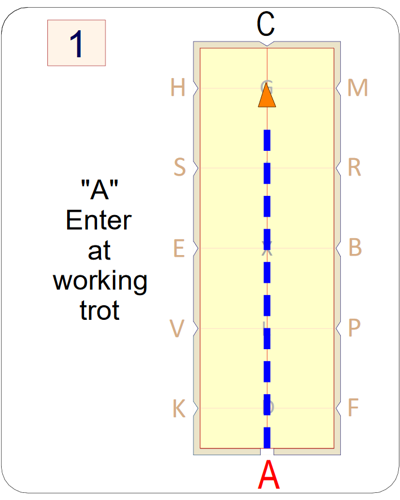 1
C
H G M
S R
"A"
Enter
at
working
trot
E X B
V L P
K D F
A